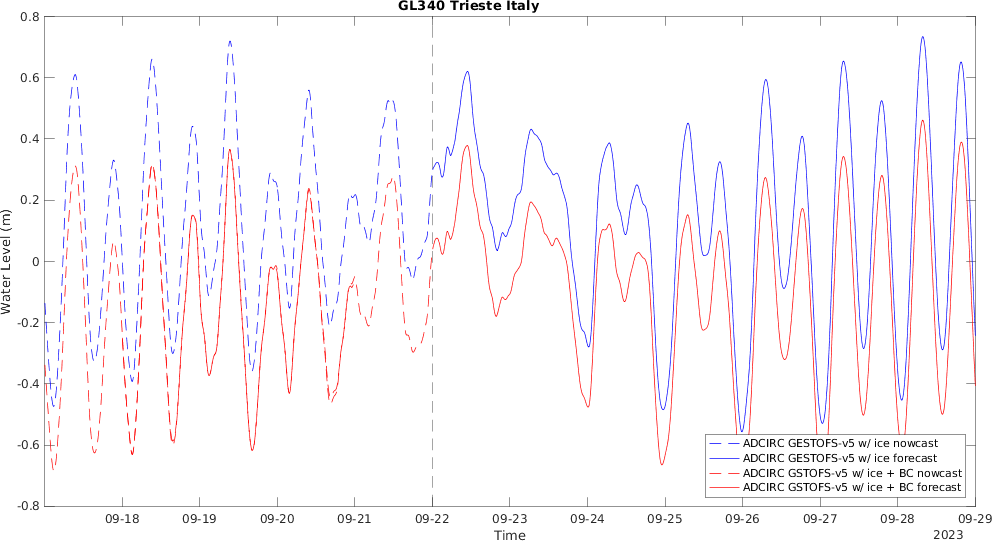 GL340 Trieste Italy
Water Level (m)
0.8
0.6
0.4
0.2
0
-0.2
-0.4
-0.6
-0.8
ADCIRC GESTOFS-v5 w/ ice nowcast
ADCIRC GESTOFS-v5 w/ ice forecast
ADCIRC GSTOFS-v5 w/ ice + BC nowcast
ADCIRC GSTOFS-v5 w/ ice + BC forecast
09-18 09-19 09-20 09-21 09-22 09-23 09-24 09-25 09-26 09-27 09-28 09-29
Time
2023